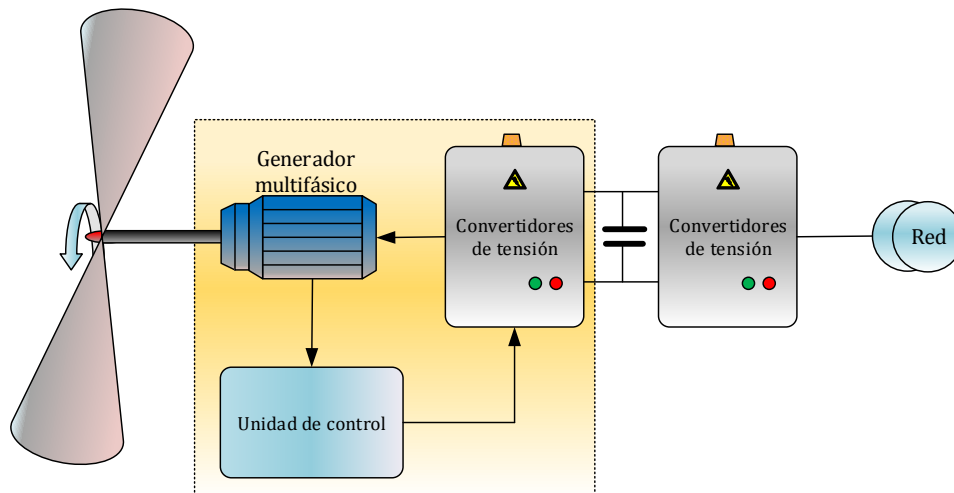 Generador
multifásico
Convertidores
de tensión
Convertidores
de tensión
Red
Unidad de control